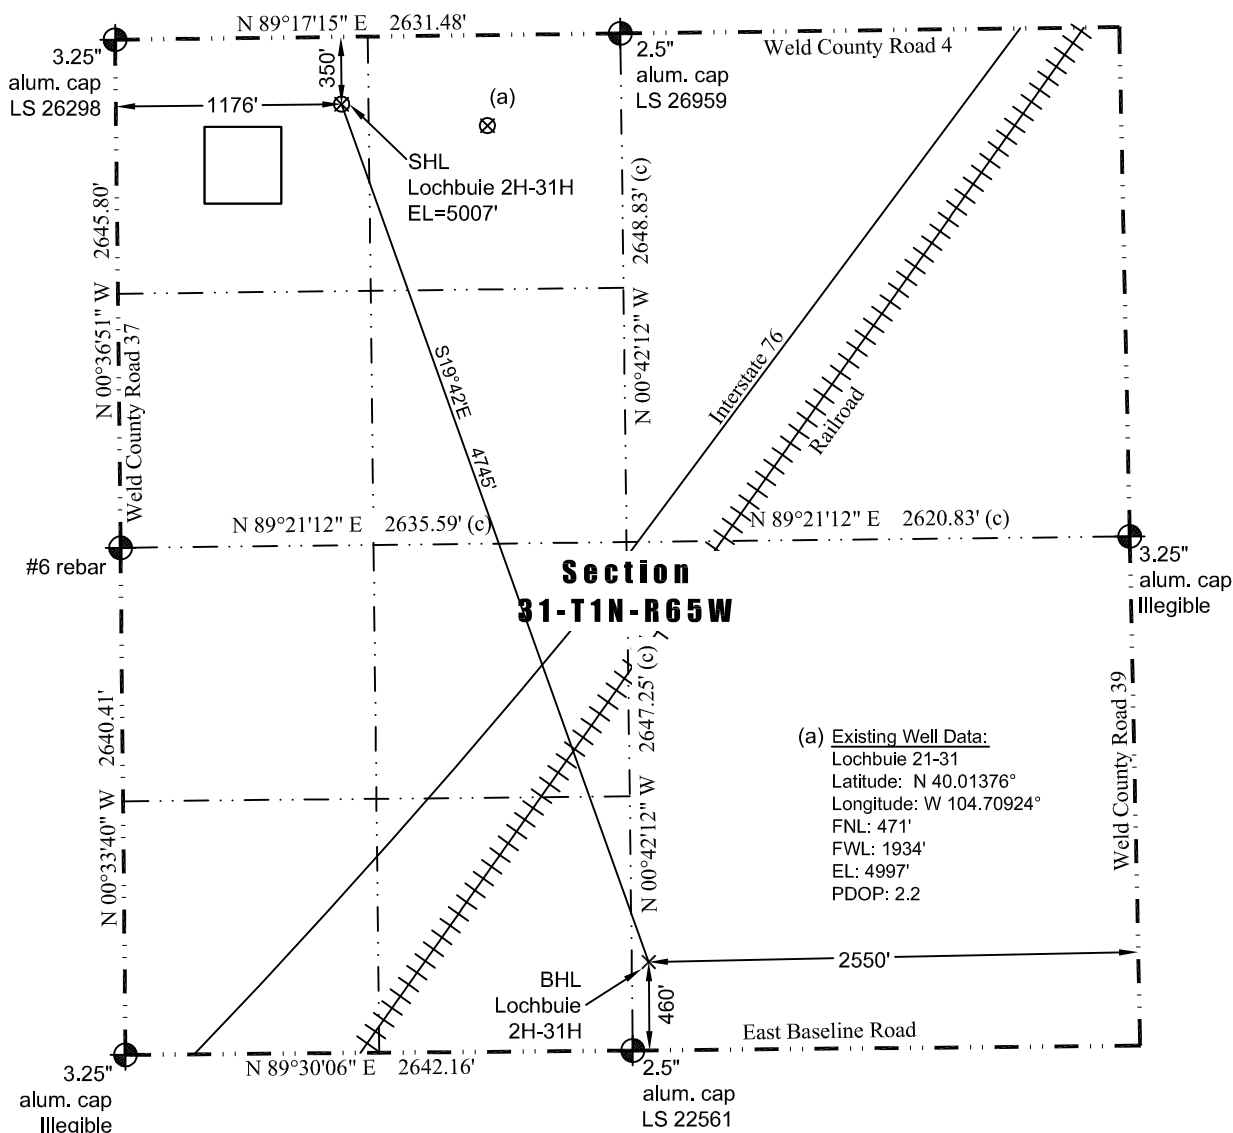 N 89°17'15" E 2631.48'
3.25"
alum. cap
LS 26298
350'
1176'
(a)
2.5"
alum. cap
LS 26959
Weld County Road 4
SHL
Lochbuie 2H-31H
EL=5007'
N 00°36'51" W 2645.80'
Weld County Road 37
N 00°42'12" W 2648.83' (c)
S19°42'E 4745'
Interstate 76
Railroad
N 89°21'12" E 2635.59' (c)
N 89°21'12" E 2620.83' (c)
#6 rebar
Section
31-T1N-R65W
3.25"
alum. cap
Illegible
N 00°33'40" W 2640.41'
N 00°42'12" W 2647.25' (c)
Weld County Road 39
(a) Existing Well Data:
Lochbuie 21-31
Latitude: N 40.01376°
Longitude: W 104.70924°
FNL: 471'
FWL: 1934'
EL: 4997'
PDOP: 2.2
BHL
Lochbuie
2H-31H
2550'
460'
East Baseline Road
N 89°30'06" E 2642.16'
3.25"
alum. cap
Illegible
2.5"
alum. cap
LS 22561